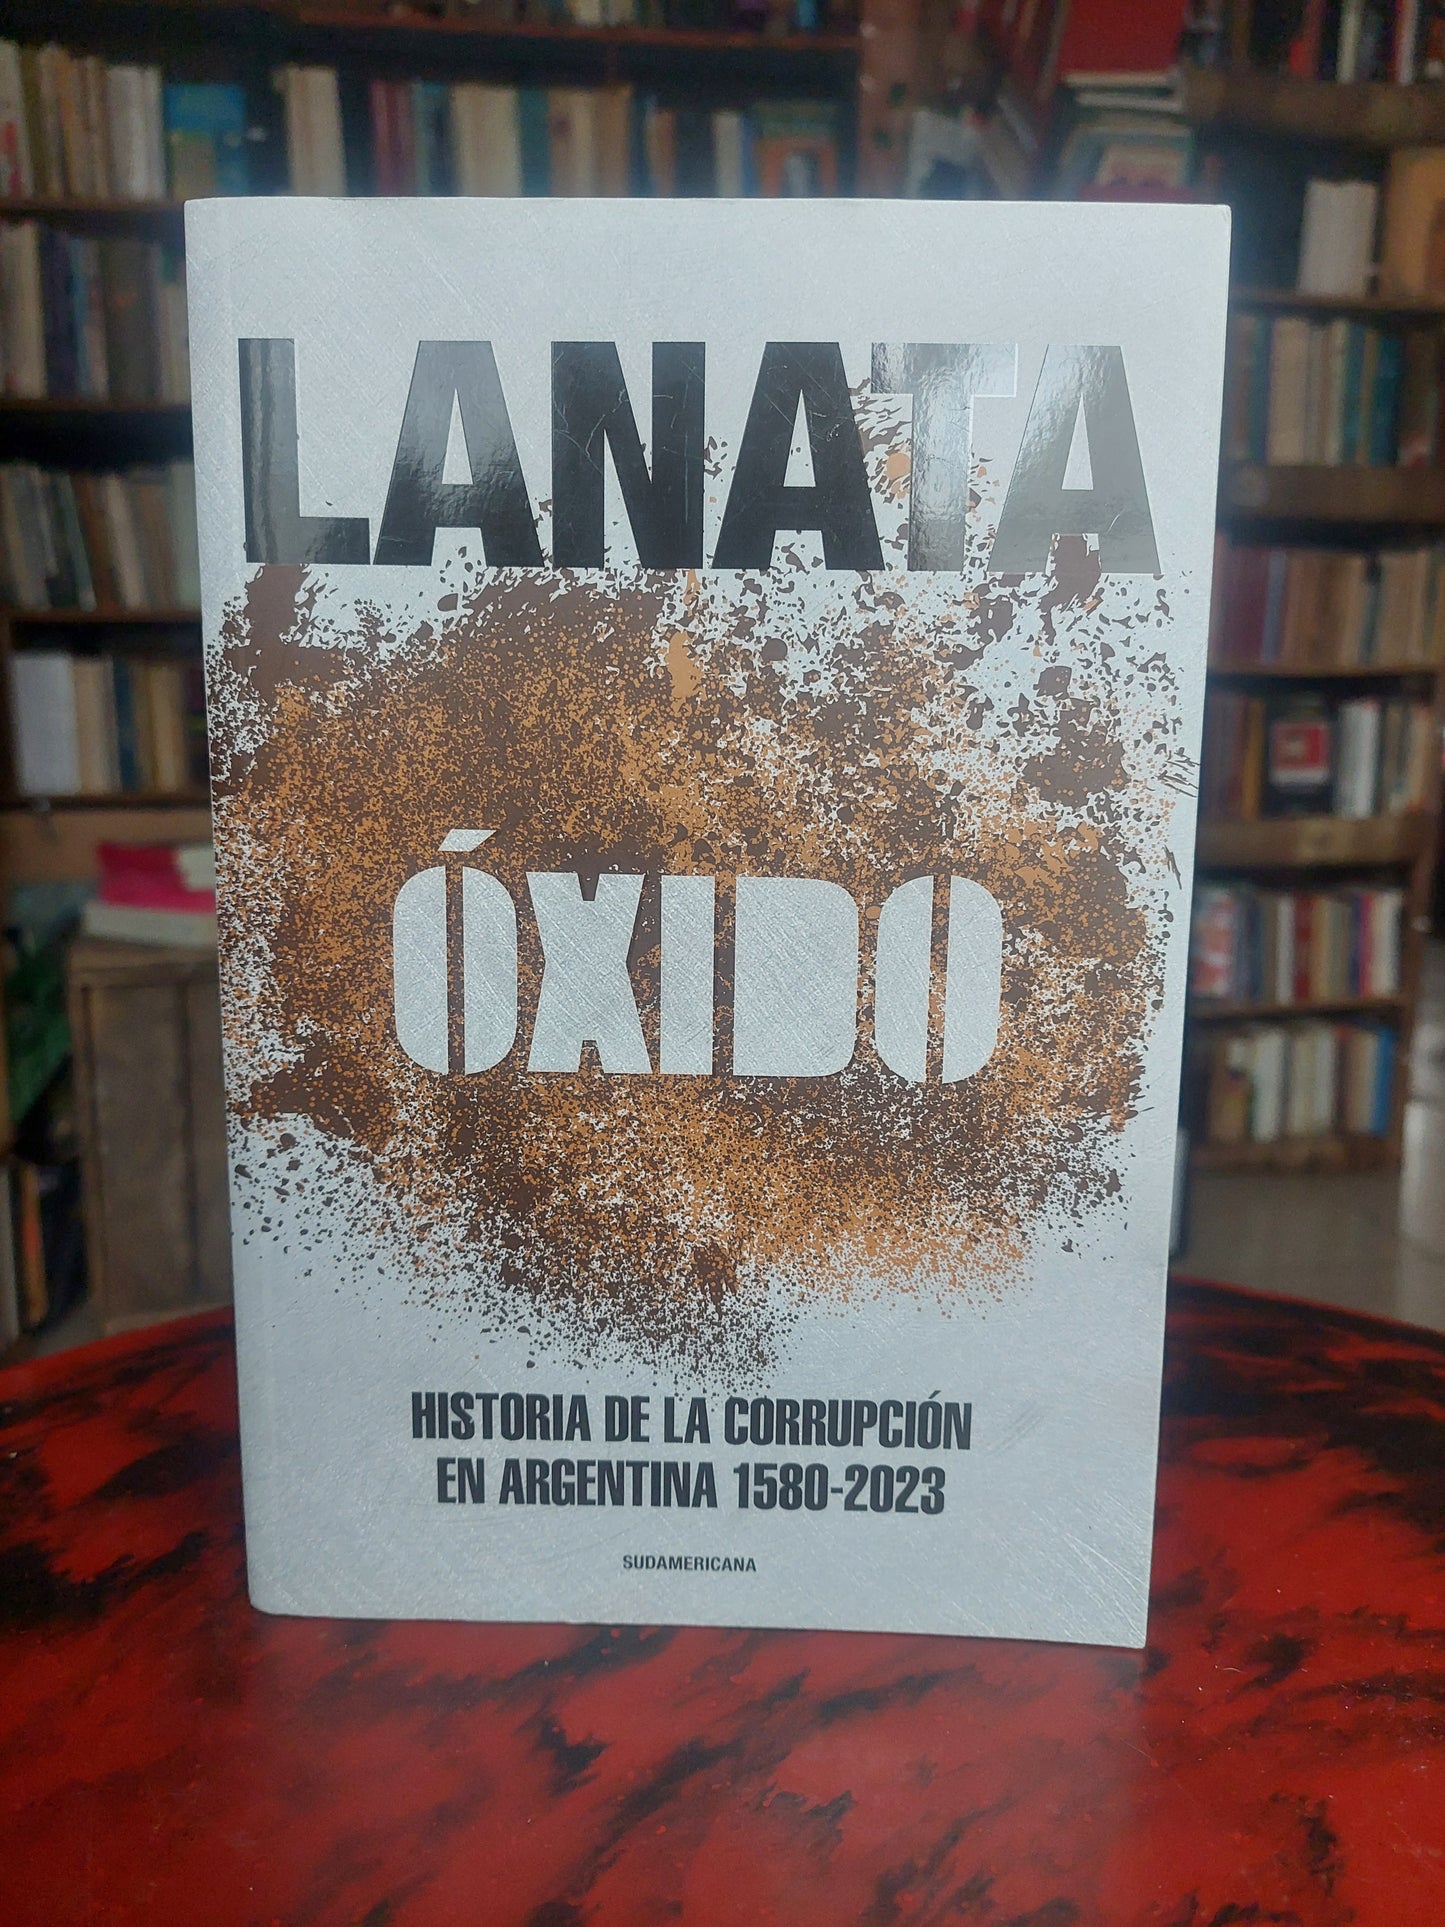 LANATA
ÓXIDO
HISTORIA DE LA CORRUPCIÓN
EN ARGENTINA 1580-2023
SUDAMERICANA